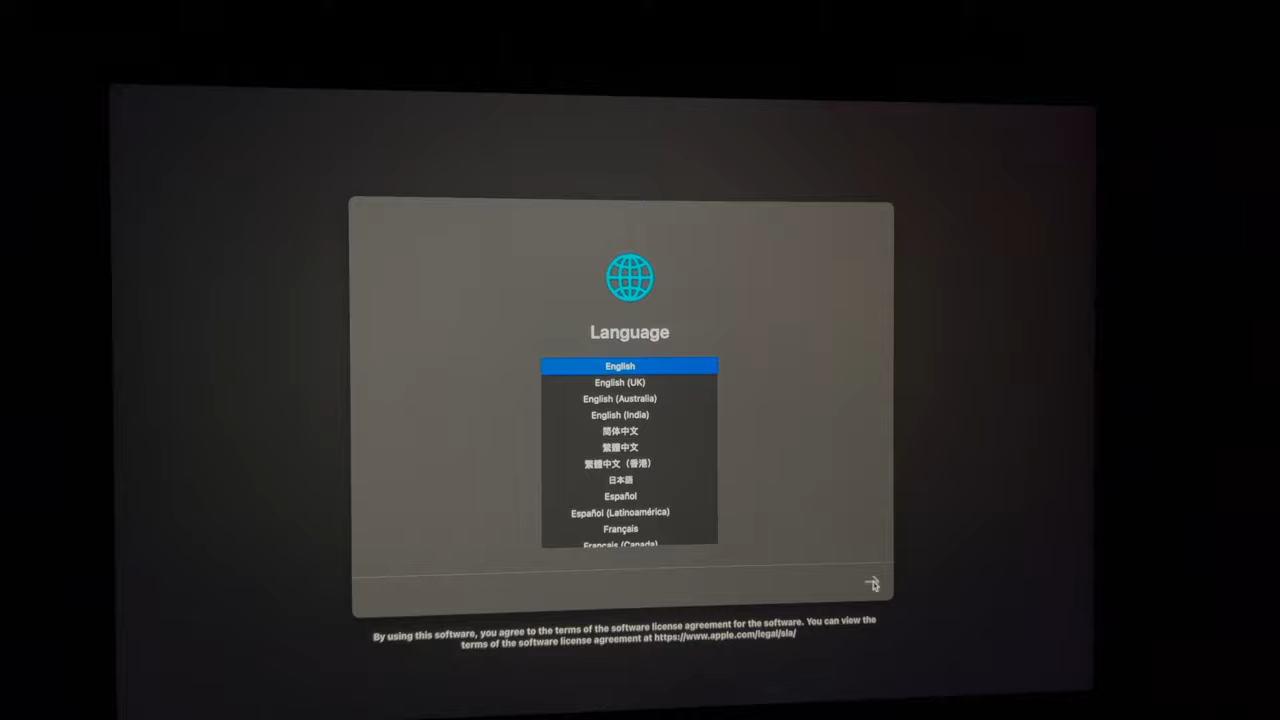 Language
English
English (UK)
English (Australia)
English (India)
简体中文
繁體中文
繁體中文（香港）
日本語
Español
Español (Latinoamérica)
Français
Français (Canada)
By using this software, you agree to the terms of the software license agreement for the software. You can view the
terms of the software license agreement at https://www.apple.com/legal/sla/